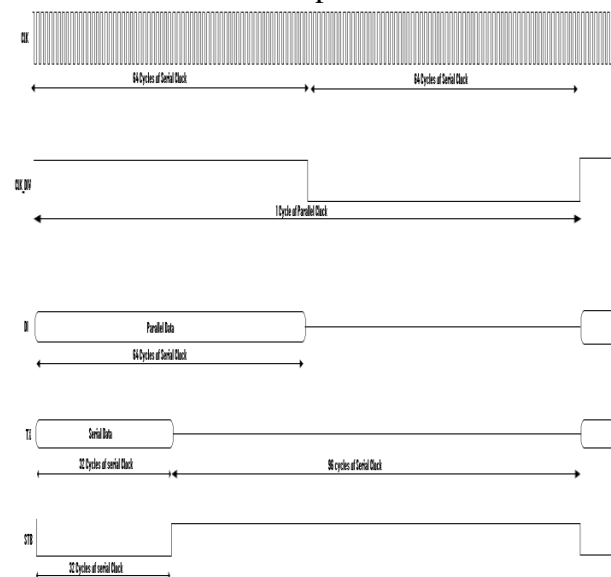 CLK
64 Cycles of Serial Clock
64 Cycles of Serial Clock
CLK_DIV
1 Cycle of Parallel Clock
DI
Parallel Data
64 Cycles of Serial Clock
TX
Serial Data
32 Cycles of serial Clock
96 cycles of Serial Clock
STB
32 Cycles of serial Clock